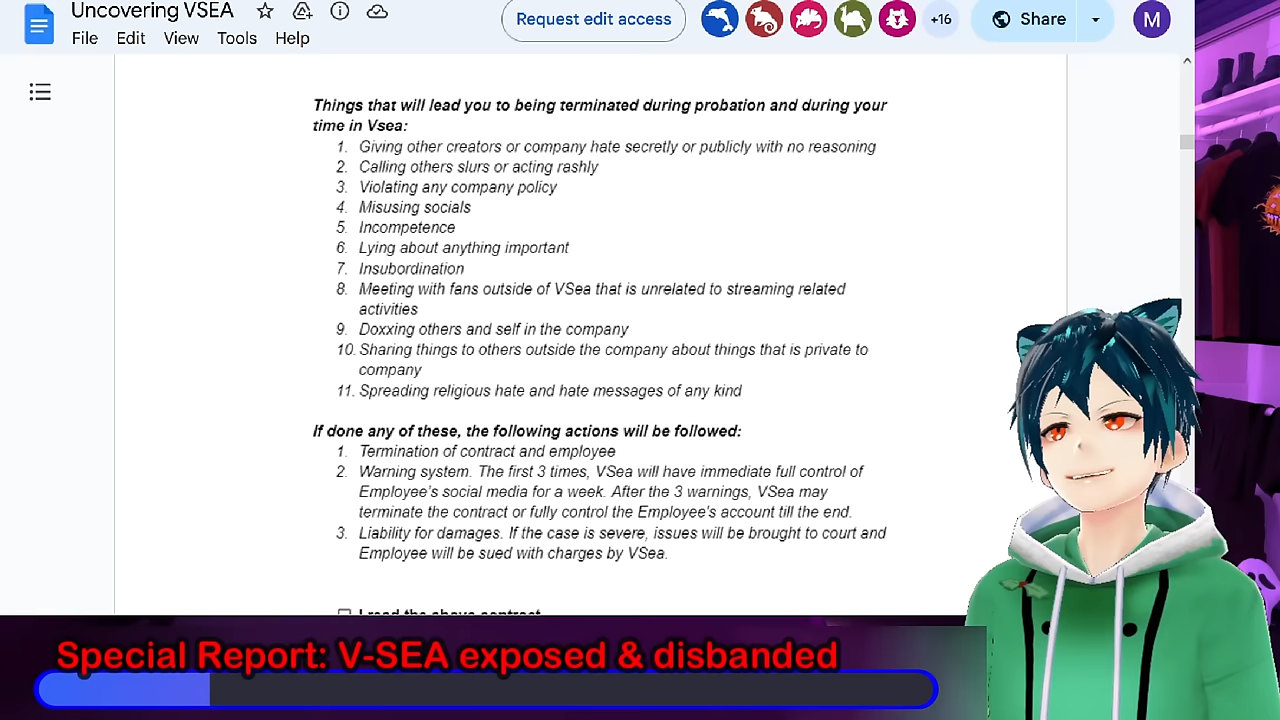 Uncovering VSEA
Request edit access
+16
Share
M
File Edit View Tools Help
Things that will lead you to being terminated during probation and during your
time in Vsea:
1. Giving other creators or company hate secretly or publicly with no reasoning
2. Calling others slurs or acting rashly
3. Violating any company policy
4. Misusing socials
5. Incompetence
6. Lying about anything important
7. Insubordination
8. Meeting with fans outside of VSea that is unrelated to streaming related
activities
9. Doxxing others and self in the company
10. Sharing things to others outside the company about things that is private to
company
11. Spreading religious hate and hate messages of any kind
If done any of these, the following actions will be followed:
1. Termination of contract and employee
2. Warning system. The first 3 times, VSea will have immediate full control of
Employee's social media for a week. After the 3 warnings, VSea may
terminate the contract or fully control the Employee's account till the end.
3. Liability for damages. If the case is severe, issues will be brought to court and
Employee will be sued with charges by VSea.
I read the above contract
Special Report: V-SEA exposed & disbanded